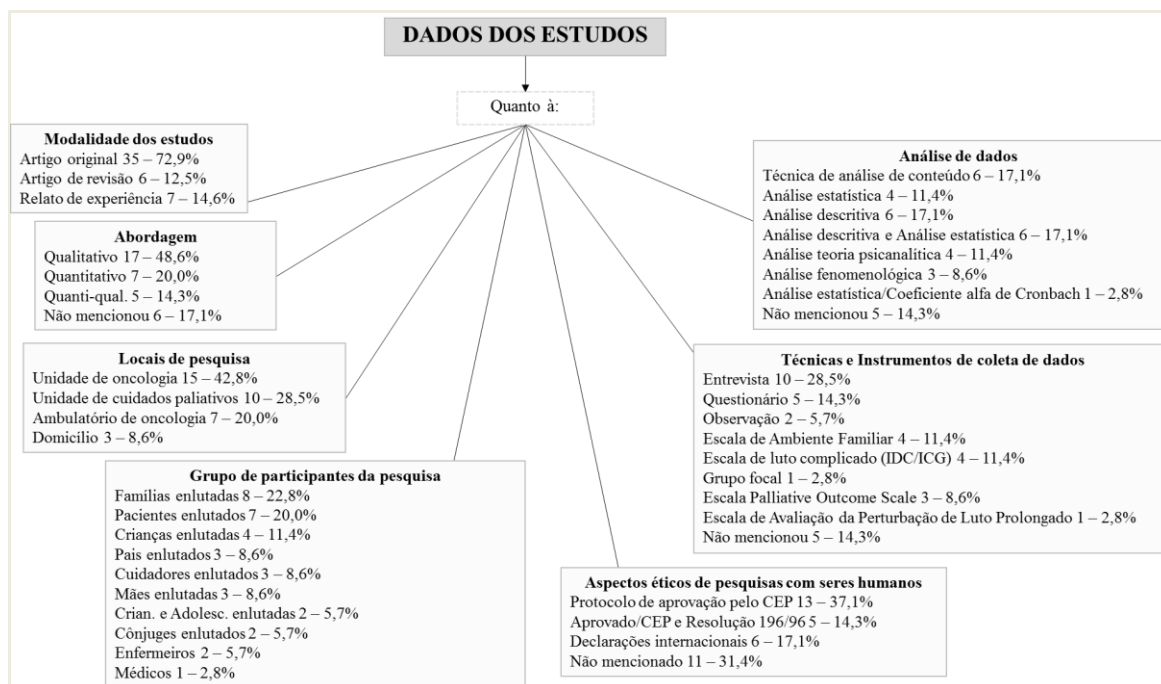 DADOS DOS ESTUDOS
Quanto à:
Modalidade dos estudos
Artigo original 35 – 72,9%
Artigo de revisão 6 – 12,5%
Relato de experiência 7 – 14,6%
Abordagem
Qualitativo 17 – 48,6%
Quantitativo 7 – 20,0%
Quanti-qual. 5 – 14,3%
Não mencionou 6 – 17,1%
Locais de pesquisa
Unidade de oncologia 15 – 42,8%
Unidade de cuidados paliativos 10 – 28,5%
Ambulatório de oncologia 7 – 20,0%
Domicílio 3 – 8,6%
Grupo de participantes da pesquisa
Famílias enlutadas 8 – 22,8%
Pacientes enlutados 7 – 20,0%
Crianças enlutadas 4 – 11,4%
Pais enlutados 3 – 8,6%
Cuidadores enlutados 3 – 8,6%
Mães enlutadas 3 – 8,6%
Crian. e Adolesc. enlutadas 2 – 5,7%
Cônjuges enlutados 2 – 5,7%
Enfermeiros 2 – 5,7%
Médicos 1 – 2,8%
Análise de dados
Técnica de análise de conteúdo 6 – 17,1%
Análise estatística 4 – 11,4%
Análise descritiva 6 – 17,1%
Análise descritiva e Análise estatística 6 – 17,1%
Análise teoria psicanalítica 4 – 11,4%
Análise fenomenológica 3 – 8,6%
Análise estatística/Coeficiente alfa de Cronbach 1 – 2,8%
Não mencionou 5 – 14,3%
Técnicas e Instrumentos de coleta de dados
Entrevista 10 – 28,5%
Questionário 5 – 14,3%
Observação 2 – 5,7%
Escala de Ambiente Familiar 4 – 11,4%
Escala de luto complicado (IDC/ICG) 4 – 11,4%
Grupo focal 1 – 2,8%
Escala Palliative Outcome Scale 3 – 8,6%
Escala de Avaliação da Perturbação de Luto Prolongado 1 – 2,8%
Não mencionou 5 – 14,3%
Aspectos éticos de pesquisas com seres humanos
Protocolo de aprovação pelo CEP 13 – 37,1%
Aprovado/CEP e Resolução 196/96 5 – 14,3%
Declarações internacionais 6 – 17,1%
Não mencionado 11 – 31,4%